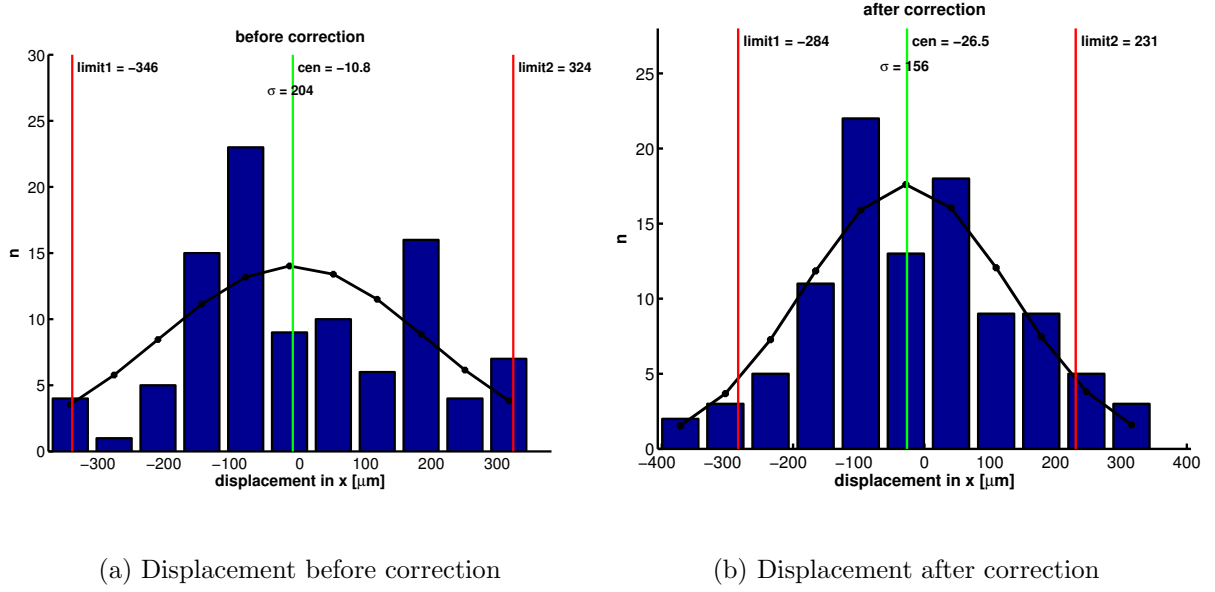 before correction
limit1 = −346
cen = −10.8
limit2 = 324
σ = 204
30
25
20
15
10
5
0
n
−300
−200
−100
0
100
200
300
displacement in x [μm]
(a) Displacement before correction
after correction
limit1 = −284
cen = −26.5
limit2 = 231
σ = 156
25
20
15
10
5
0
n
−400
−300
−200
−100
0
100
200
300
400
displacement in x [μm]
(b) Displacement after correction